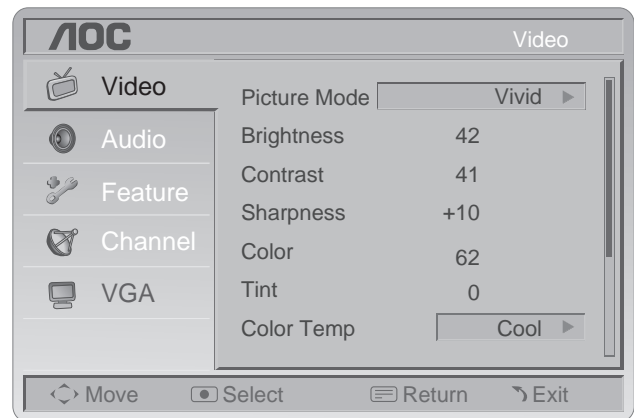 AOC
Video
Video
Audio
Feature
Channel
VGA
Picture Mode Vivid
Brightness 42
Contrast 41
Sharpness +10
Color 62
Tint 0
Color Temp Cool
Move Select Return Exit